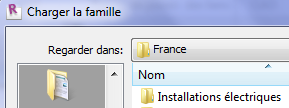 Charger la famille
Regarder dans: France
Nom
Installations électriques